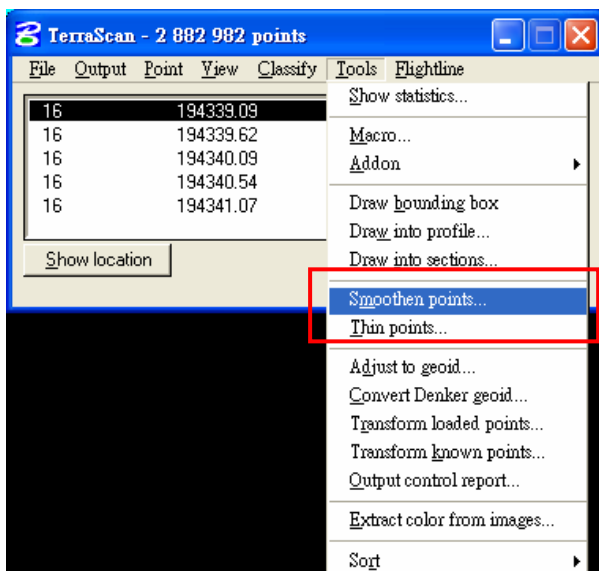 TerraScan - 2 882 982 points
File Output Point View Classify Tools Flightline
16 194339.09
16 194339.62
16 194340.09
16 194340.54
16 194341.07
Show location
Show statistics...
Macro...
Addon
Draw bounding box
Draw into profile...
Draw into sections...
Smoothen points...
Thin points...
Adjust to geoid...
Convert Denker geoid...
Transform loaded points...
Transform known points...
Output control report...
Extract color from images...
Sort